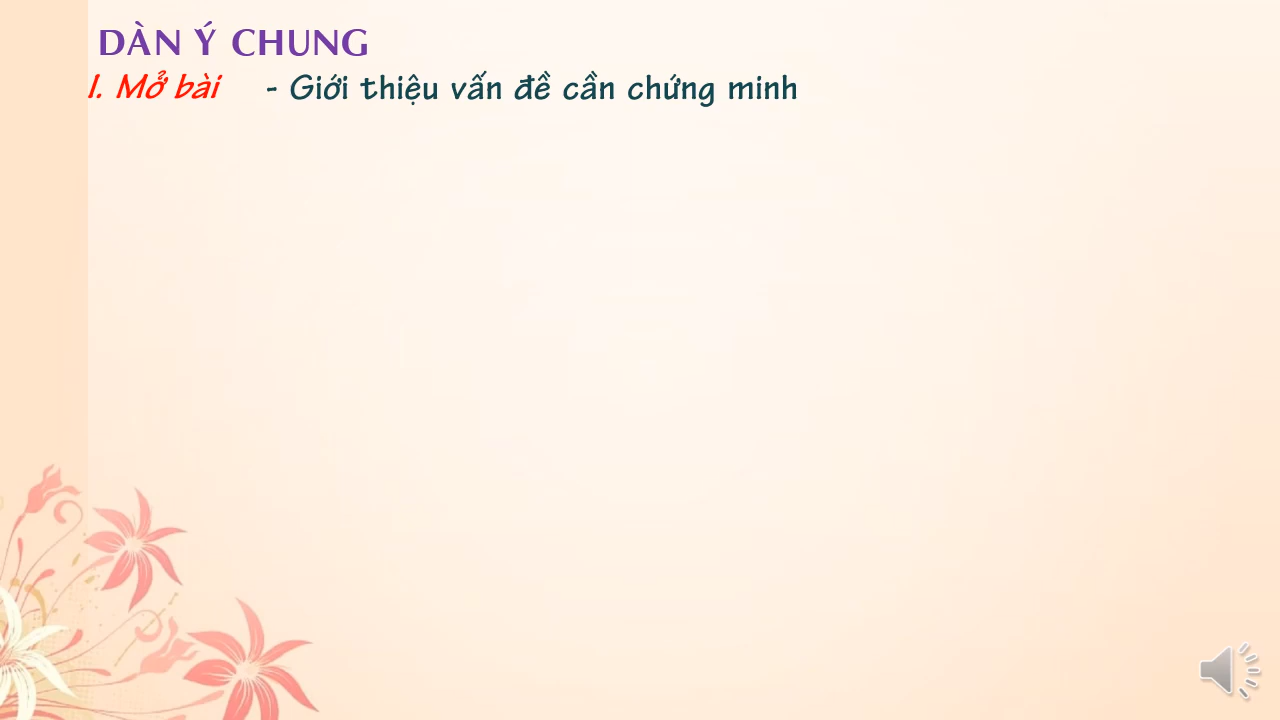 DÀN Ý CHUNG
I. Mở bài - Giới thiệu vấn đề cần chứng minh